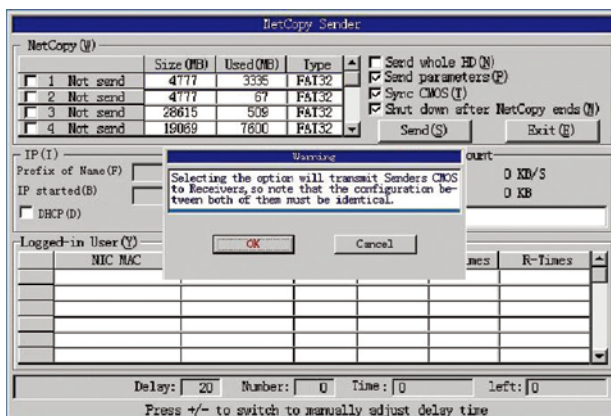 NetCopy Sender
NetCopy(W)
Size(MB) Used(MB) Type
1 Not send 4777 3335 FAT32
2 Not send 4777 67 FAT32
3 Not send 28615 509 FAT32
4 Not send 19069 7600 FAT32
Send whole HD(N)
Send parameters(P)
Sync CMOS(T)
Shut down after NetCopy ends(M)
Send(S) Exit(E)
IP(I)
Prefix of Name(F)
IP started(B)
DHCP(D)
ount
0 KB/S
0 KB
Warning
Selecting the option will transmit Senders CMOS
to Receivers, so note that the configuration be-
tween both of them must be identical.
OK Cancel
Logged-in User(Y)
NIC MAC mes R-Times
Delay: 20 Number: 0 Time: 0 left: 0
Press +/- to switch to manually adjust delay time